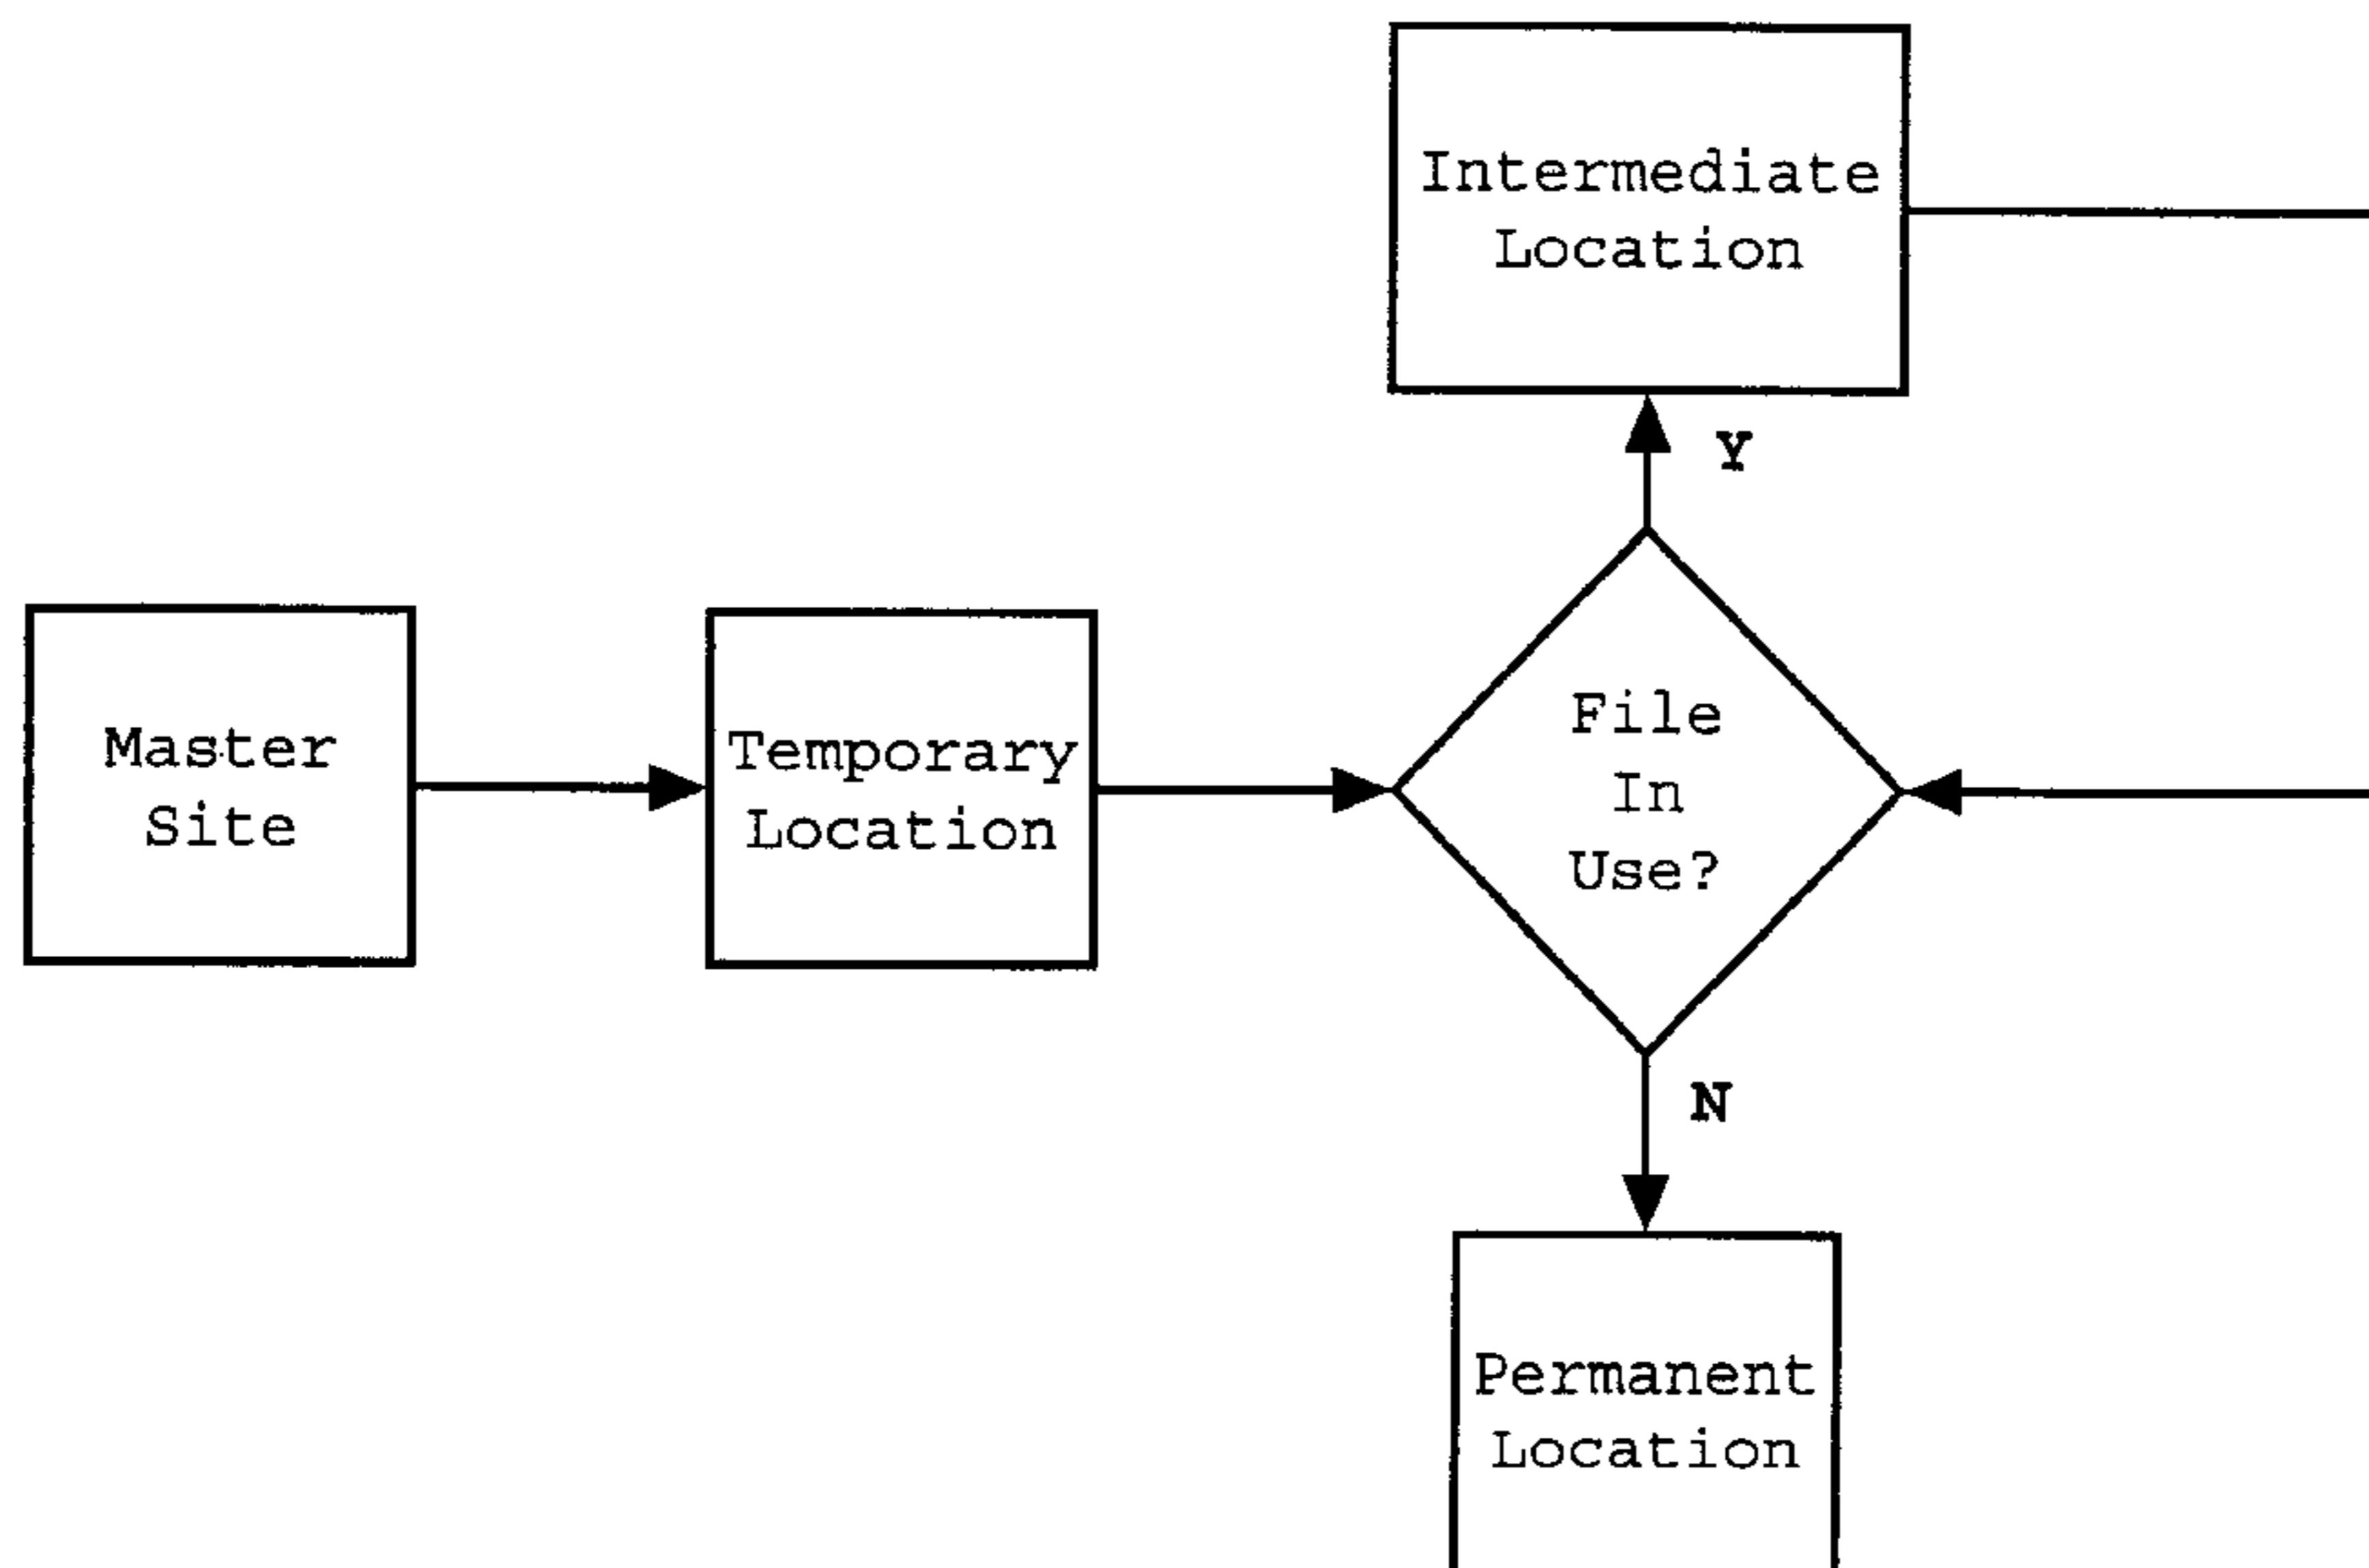 Intermediate
Location
Y
Master
Site
Temporary
Location
File
In
Use?
N
Permanent
Location